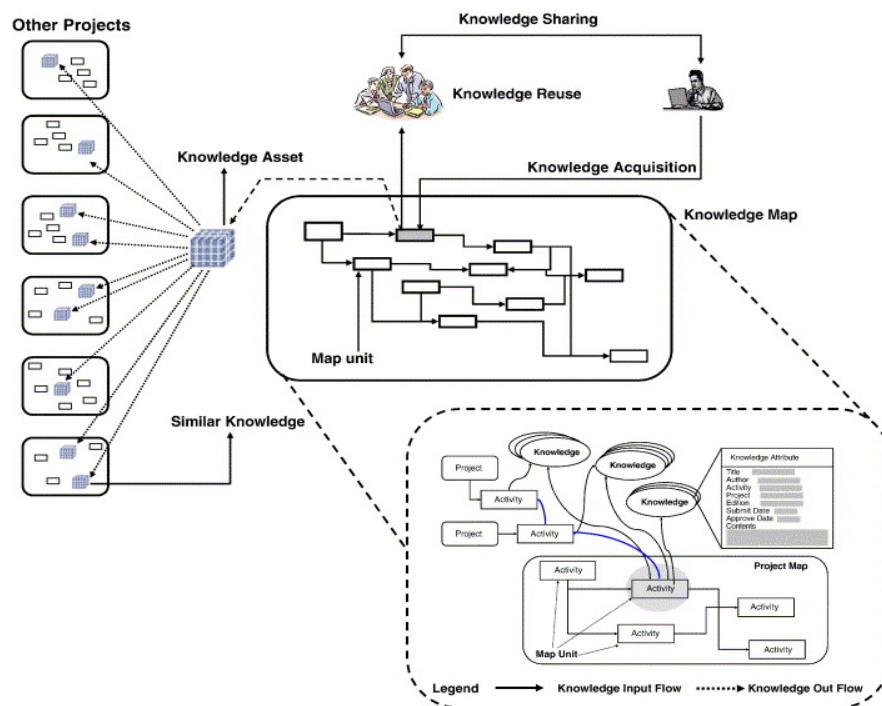 Other Projects
Knowledge Sharing
Knowledge Reuse
Knowledge Asset
Knowledge Acquisition
Knowledge Map
Map unit
Similar Knowledge
Knowledge
Knowledge
Knowledge
Knowledge Attribute
Title
Author
Activity
Project
Edition
Submit Date
Approve Date
Contents
Project
Activity
Project
Activity
Project Map
Activity
Activity
Activity
Activity
Activity
Map Unit
Legend
Knowledge Input Flow
Knowledge Out Flow